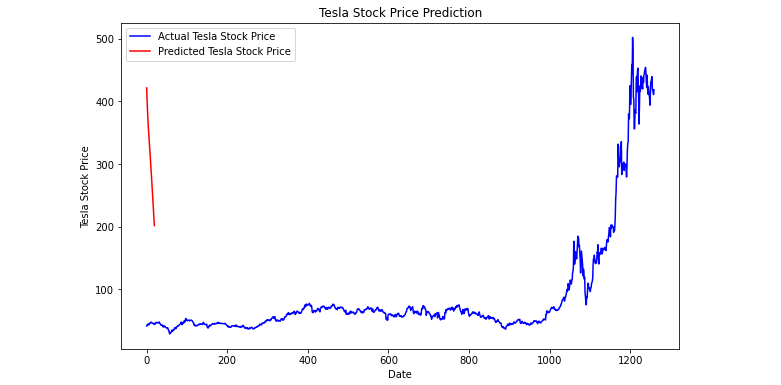 Tesla Stock Price Prediction
Actual Tesla Stock Price
Predicted Tesla Stock Price
Tesla Stock Price
500
400
300
200
100
0
200
400
600
800
1000
1200
Date